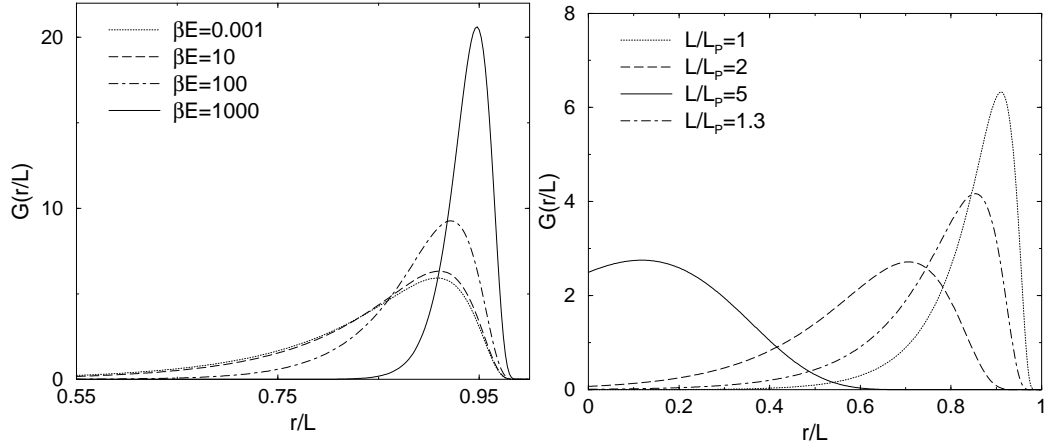 20
10
0
G(r/L)
βE=0.001
βE=10
βE=100
βE=1000
0.55
0.75
0.95
r/L
8
6
4
2
0
G(r/L)
L/L_P=1
L/L_P=2
L/L_P=5
L/L_P=1.3
0
0.2
0.4
0.6
0.8
1
r/L